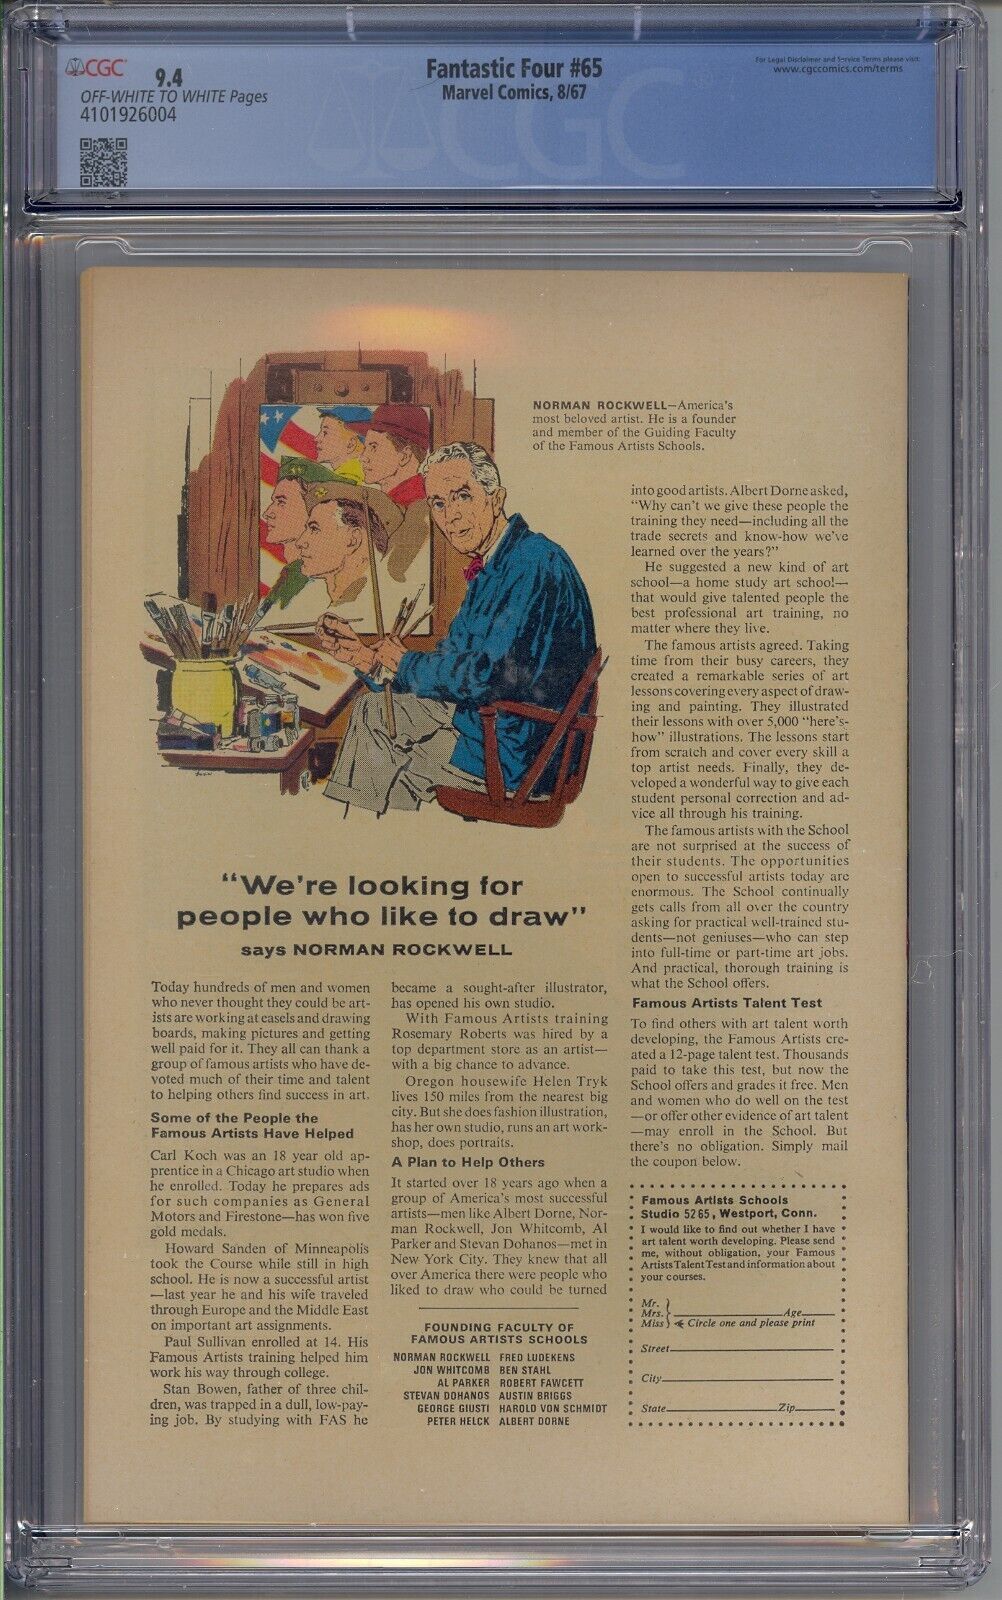 CGC
9.4
OFF-WHITE TO WHITE Pages
4101926004
Fantastic Four #65
Marvel Comics, 8/67
For Legal Disclaimer and Service Terms please visit:
www.cgccomics.com/terms
CGC
NORMAN ROCKWELL—America's
most beloved artist. He is a founder
and member of the Guiding Faculty
of the Famous Artists Schools.
"We're looking for
people who like to draw"
says NORMAN ROCKWELL
Today hundreds of men and women
who never thought they could be art-
ists are working at easels and drawing
boards, making pictures and getting
well paid for it. They all can thank a
group of famous artists who have de-
voted much of their time and talent
to helping others find success in art.
Some of the People the
Famous Artists Have Helped
Carl Koch was an 18 year old ap-
prentice in a Chicago art studio when
he enrolled. Today he prepares ads
for such companies as General
Motors and Firestone—has won five
gold medals.
Howard Sanden of Minneapolis
took the Course while still in high
school. He is now a successful artist
—last year he and his wife traveled
through Europe and the Middle East
on important art assignments.
Paul Sullivan enrolled at 14. His
Famous Artists training helped him
work his way through college.
Stan Bowen, father of three chil-
dren, was trapped in a dull, low-pay-
ing job. By studying with FAS he
became a sought-after illustrator,
has opened his own studio.
With Famous Artists training
Rosemary Roberts was hired by a
top department store as an artist—
with a big chance to advance.
Oregon housewife Helen Tryk
lives 150 miles from the nearest big
city. But she does fashion illustration,
has her own studio, runs an art work-
shop, does portraits.
A Plan to Help Others
It started over 18 years ago when a
group of America's most successful
artists—men like Albert Dorne, Nor-
man Rockwell, Jon Whitcomb, Al
Parker and Stevan Dohanos—met in
New York City. They knew that all
over America there were people who
liked to draw who could be turned
FOUNDING FACULTY OF
FAMOUS ARTISTS SCHOOLS
NORMAN ROCKWELL FRED LUDEKENS
JON WHITCOMB BEN STAHL
AL PARKER ROBERT FAWCETT
STEVAN DOHANOS AUSTIN BRIGGS
GEORGE GIUSTI HAROLD VON SCHMIDT
PETER HELCK ALBERT DORNE
into good artists. Albert Dorne asked,
"Why can't we give these people the
training they need—including all the
trade secrets and know-how we've
learned over the years?"
He suggested a new kind of art
school—a home study art school—
that would give talented people the
best professional art training, no
matter where they live.
The famous artists agreed. Taking
time from their busy careers, they
created a remarkable series of art
lessons covering every aspect of draw-
ing and painting. They illustrated
their lessons with over 5,000 "here's-
how" illustrations. The lessons start
from scratch and cover every skill a
top artist needs. Finally, they de-
veloped a wonderful way to give each
student personal correction and ad-
vice all through his training.
The famous artists with the School
are not surprised at the success of
their students. The opportunities
open to successful artists today are
enormous. The School continually
gets calls from all over the country
asking for practical well-trained stu-
dents—not geniuses—who can step
into full-time or part-time art jobs.
And practical, thorough training is
what the School offers.
Famous Artists Talent Test
To find others with art talent worth
developing, the Famous Artists cre-
ated a 12-page talent test. Thousands
paid to take this test, but now the
School offers and grades it free. Men
and women who do well on the test
—or offer other evidence of art talent
—may enroll in the School. But
there's no obligation. Simply mail
the coupon below.
Famous Artists Schools
Studio 5265, Westport, Conn.
I would like to find out whether I have
art talent worth developing. Please send
me, without obligation, your Famous
Artists Talent Test and information about
your courses.
Mr.
Mrs. Age
Miss Circle one and please print
Street
City
State Zip